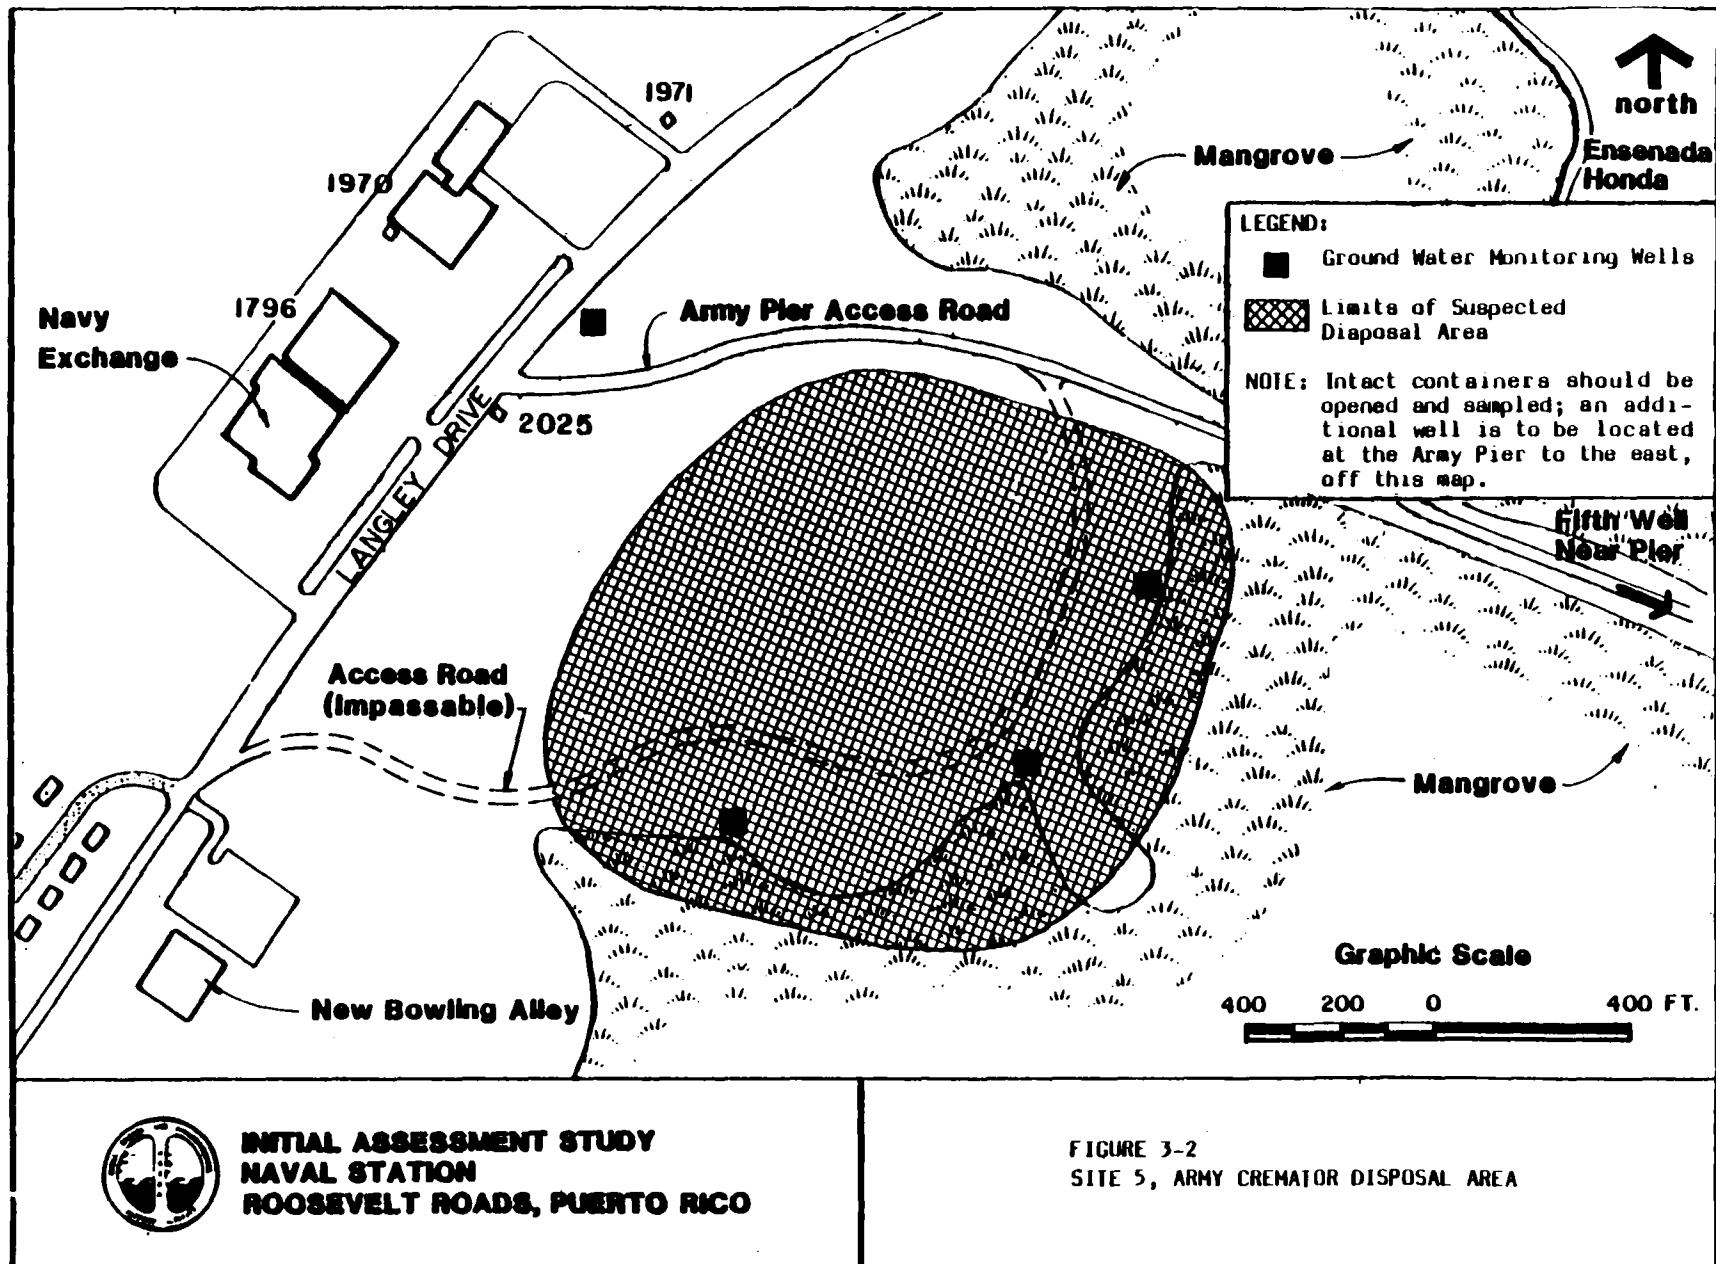 1971
north
Mangrove
Ensenada
Honda
1970
LEGEND:
Ground Water Monitoring Wells
Limits of Suspected
Disposal Area
NOTE: Intact containers should be
opened and sampled; an addi-
tional well is to be located
at the Army Pier to the east,
off this map.
Navy
Exchange
1796
Army Pier Access Road
2025
LANGLEY DRIVE
Fifth Well
Near Pier
Access Road
(Impassable)
Mangrove
New Bowling Alley
Graphic Scale
400 200 0 400 FT.
INITIAL ASSESSMENT STUDY
NAVAL STATION
ROOSEVELT ROADS, PUERTO RICO
FIGURE 3-2
SITE 5, ARMY CREMATOR DISPOSAL AREA